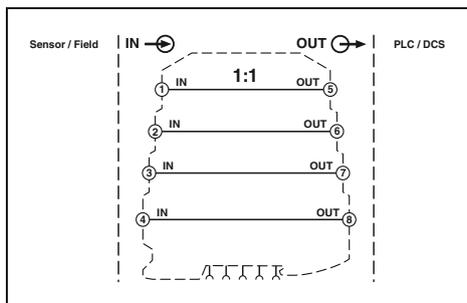 Sensor / Field IN OUT PLC / DCS
1:1
1 IN OUT 5
2 IN OUT 6
3 IN OUT 7
4 IN OUT 8